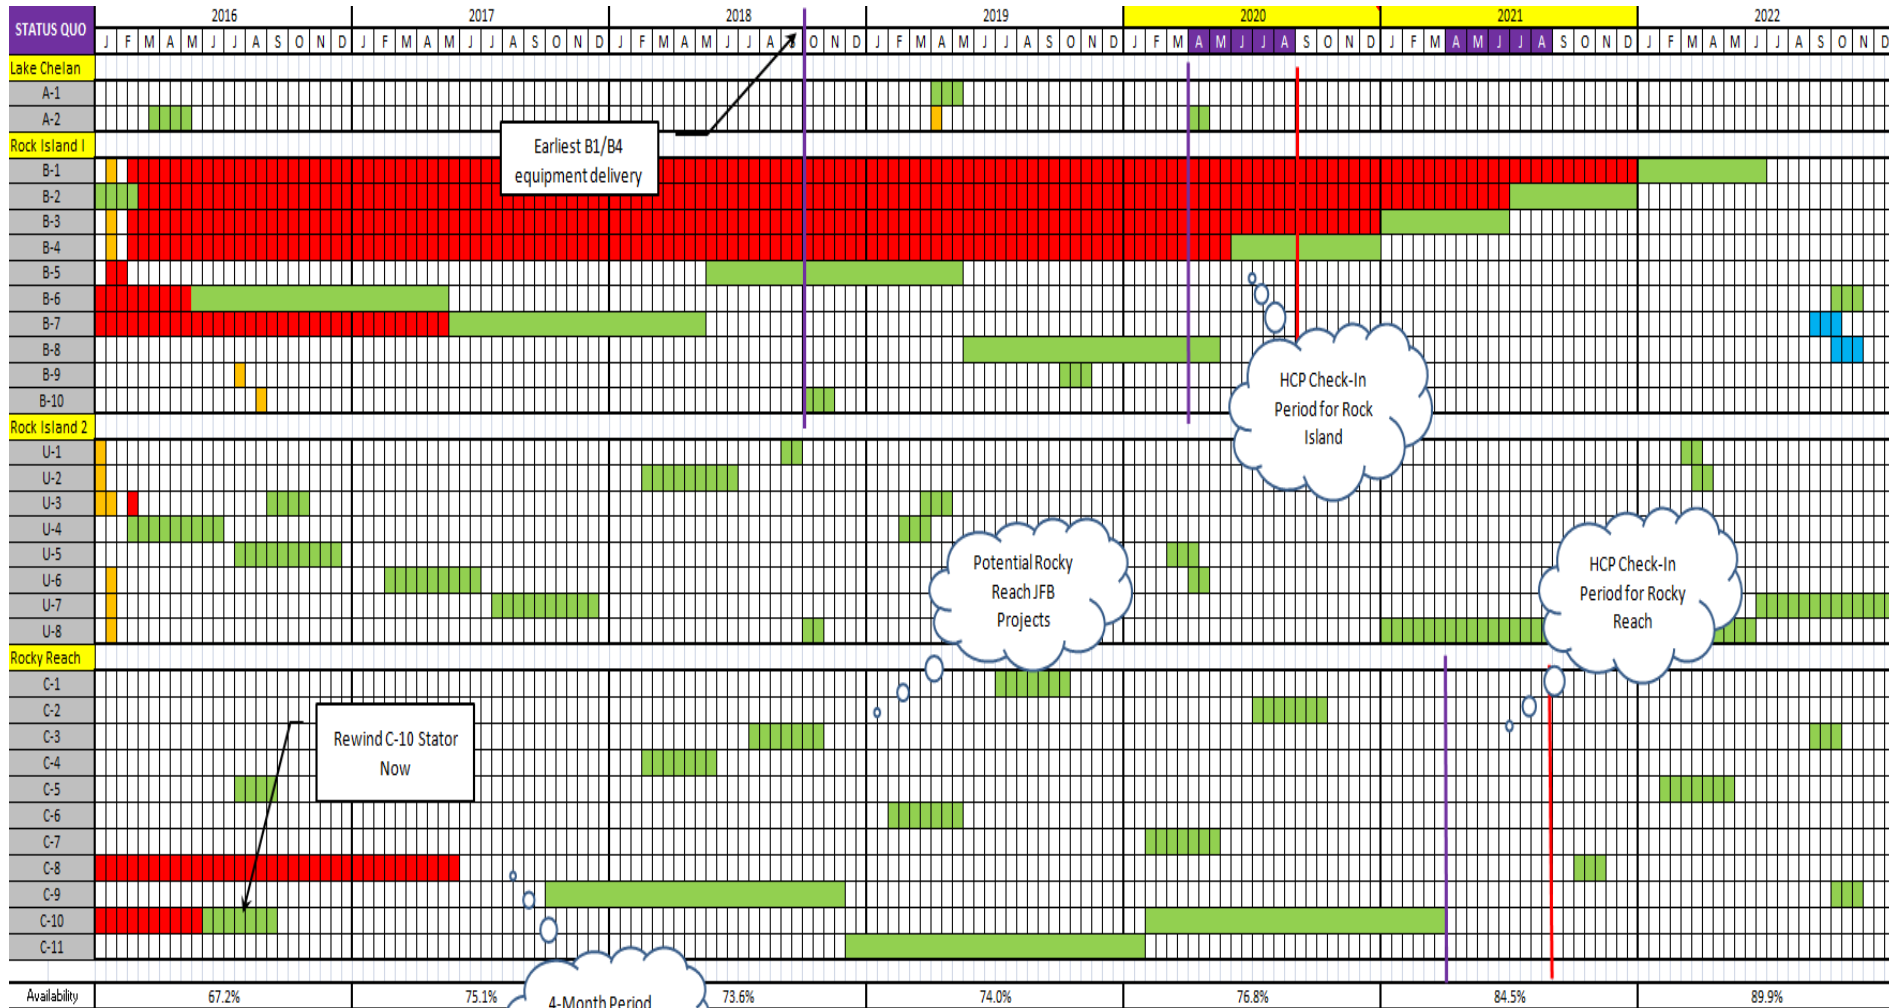 STATUS QUO 2016 2017 2018 2019 2020 2021 2022
J F M A M J J A S O N D J F M A M J J A S O N D J F M A M J J A S O N D J F M A M J J A S O N D J F M A M J J A S O N D J F M A M J J A S O N D J F M A M J J A S O N D
Lake Chelan
A-1
A-2
Rock Island I
Earliest B1/B4
equipment delivery
B-1
B-2
B-3
B-4
B-5
B-6
B-7
B-8
B-9
B-10
HCP Check-In
Period for Rock
Island
Rock Island 2
U-1
U-2
U-3
U-4
U-5
U-6
U-7
U-8
Potential Rocky
Reach JFB
Projects
HCP Check-In
Period for Rocky
Reach
Rocky Reach
C-1
C-2
C-3
C-4
C-5
C-6
C-7
C-8
C-9
C-10
C-11
Rewind C-10 Stator
Now
4-Month Period
Availability 67.2% 75.1% 73.6% 74.0% 76.8% 84.5% 89.9%